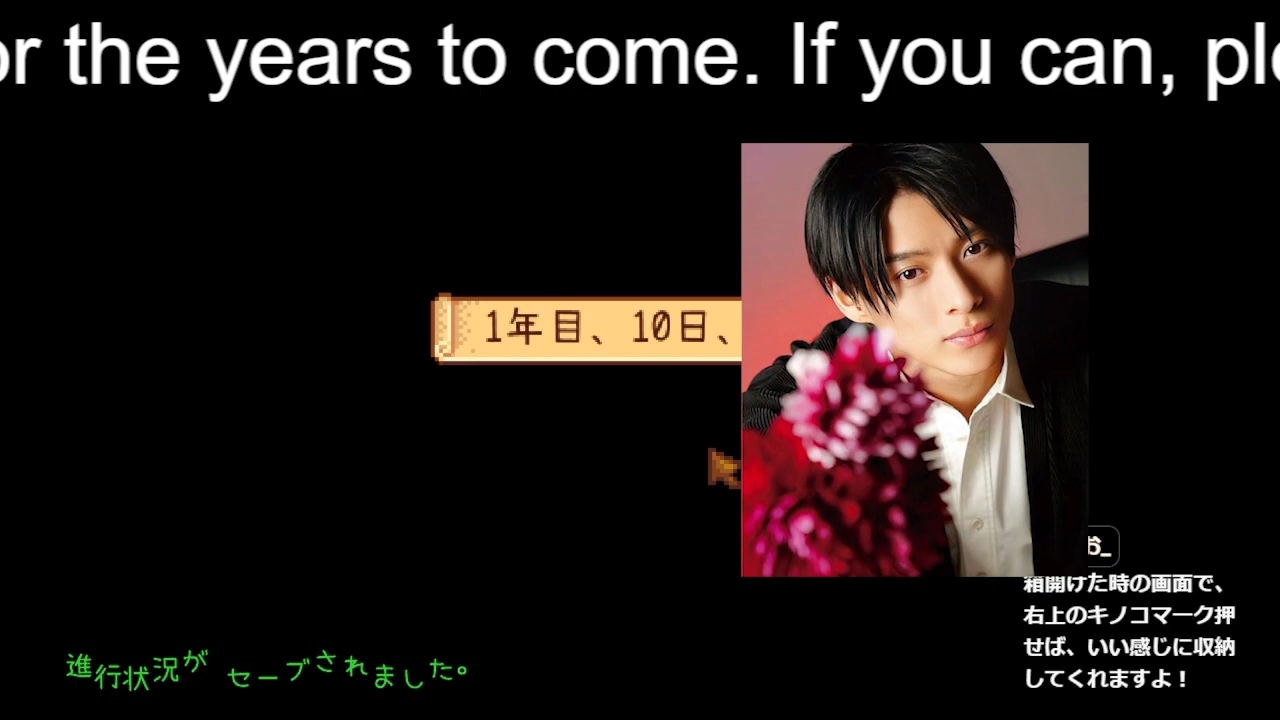 or the years to come. If you can, ple
1年目、10日、
お_
箱開けた時の画面で、
右上のキノコマーク押
せば、いい感じに収納
してくれますよ！
進行状況が セーブされました。